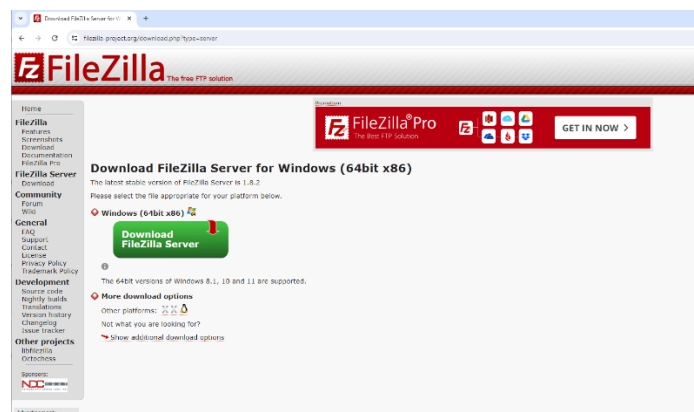 Download FileZilla Server for Wi
filezilla-project.org/download.php?type=server
FileZilla The free FTP solution
Home
FileZilla
Features
Screenshots
Download
Documentation
FileZilla Pro
FileZilla Server
Download
Community
Forum
Wiki
General
FAQ
Support
Contact
License
Privacy Policy
Trademark Policy
Development
Source code
Nightly builds
Translations
Version history
Changelog
Issue tracker
Other projects
libfilezilla
Octochess
Sponsors:
NDC
Advertisement
Promotion:
FileZilla® Pro
The Best FTP Solution
GET IN NOW >
Download FileZilla Server for Windows (64bit x86)
The latest stable version of FileZilla Server is 1.8.2
Please select the file appropriate for your platform below.
Windows (64bit x86)
Download
FileZilla Server
The 64bit versions of Windows 8.1, 10 and 11 are supported.
More download options
Other platforms:
Not what you are looking for?
Show additional download options